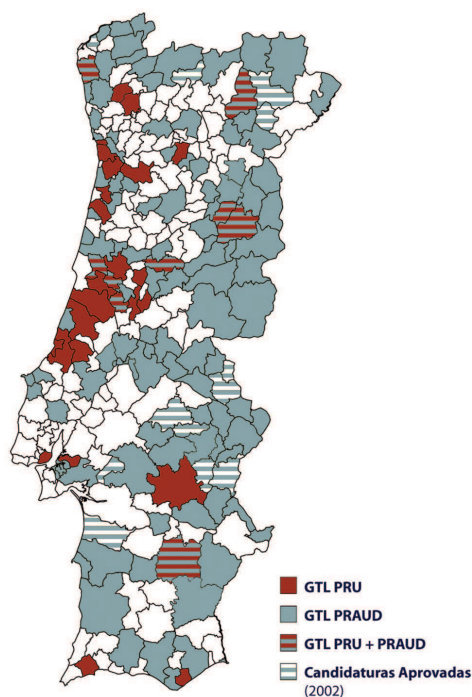 GTL PRU
GTL PRAUD
GTL PRU + PRAUD
Candidaturas Aprovadas
(2002)